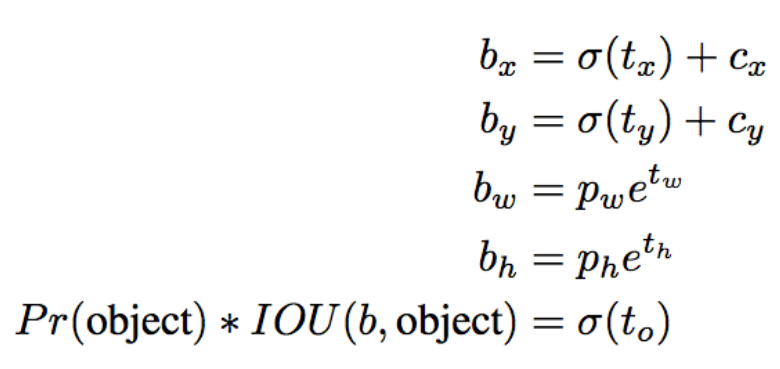 b_x = σ(t_x) + c_x
b_y = σ(t_y) + c_y
b_w = p_w e^{t_w}
b_h = p_h e^{t_h}
Pr(object) * IOU(b, object) = σ(t_o)